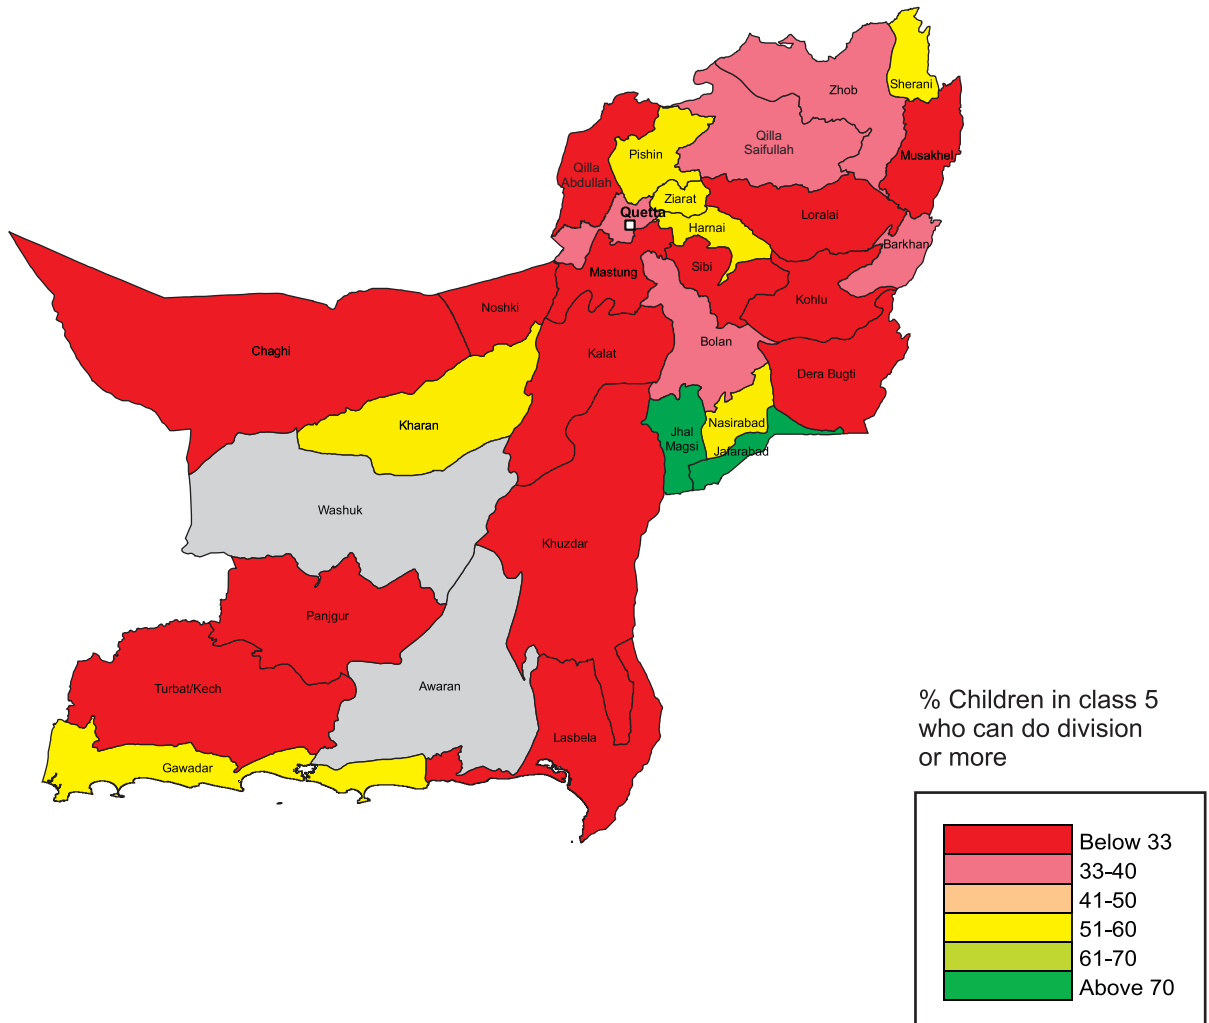 Sherani
Zhob
Qilla
Saifullah
Pishin
Musakhel
Qilla
Abdullah
Ziarat
Quetta
Loralai
Harnai
Barkhan
Mastung
Sibi
Kohlu
Noshki
Bolan
Chaghi
Kalat
Dera Bugti
Kharan
Nasirabad
Jhal
Magsi
Jafarabad
Washuk
Khuzdar
Panjgur
Turbat/Kech
Awaran
Lasbela
Gawadar
% Children in class 5
who can do division
or more
Below 33
33-40
41-50
51-60
61-70
Above 70